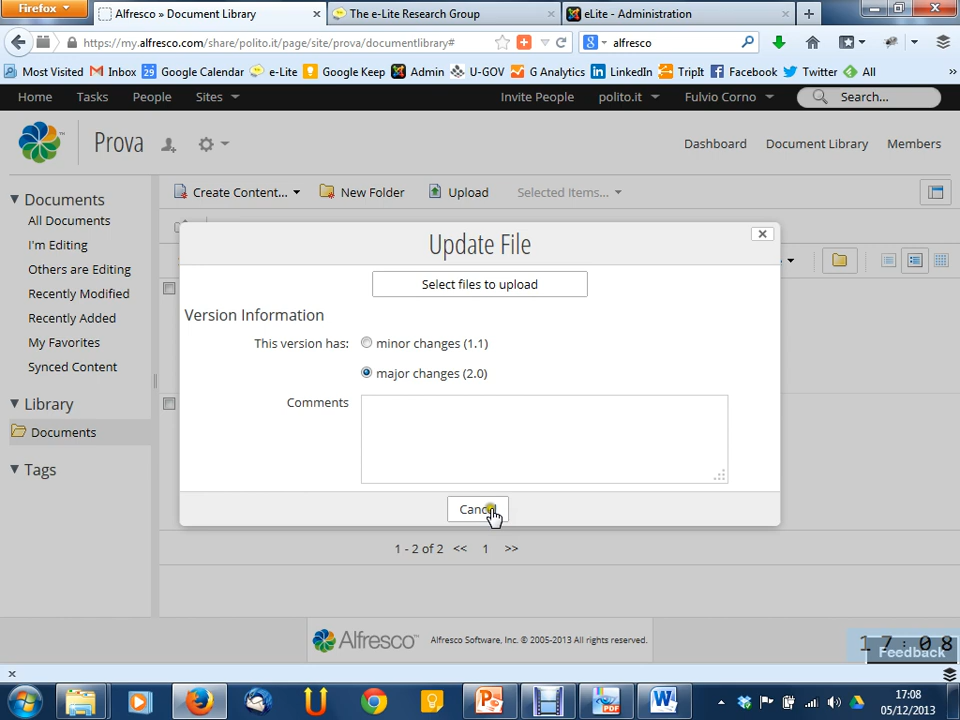 Firefox
Alfresco » Document Library
The e-Lite Research Group
eLite - Administration
https://my.alfresco.com/share/polito.it/page/site/prova/documentlibrary#
alfresco
Most Visited
Inbox
Google Calendar
e-Lite
Google Keep
Admin
U-GOV
G Analytics
LinkedIn
TripIt
Facebook
Twitter
All
Home
Tasks
People
Sites
Invite People
polito.it
Fulvio Corno
Search...
Prova
Dashboard
Document Library
Members
Documents
All Documents
I'm Editing
Others are Editing
Recently Modified
Recently Added
My Favorites
Synced Content
Library
Documents
Tags
Create Content...
New Folder
Upload
Selected Items...
Update File
Select files to upload
Version Information
This version has:
minor changes (1.1)
major changes (2.0)
Comments
Cancel
1 - 2 of 2 << 1 >>
Alfresco™
Alfresco Software, Inc. © 2005-2013 All rights reserved.
17:08
Feedback
17:08
05/12/2013